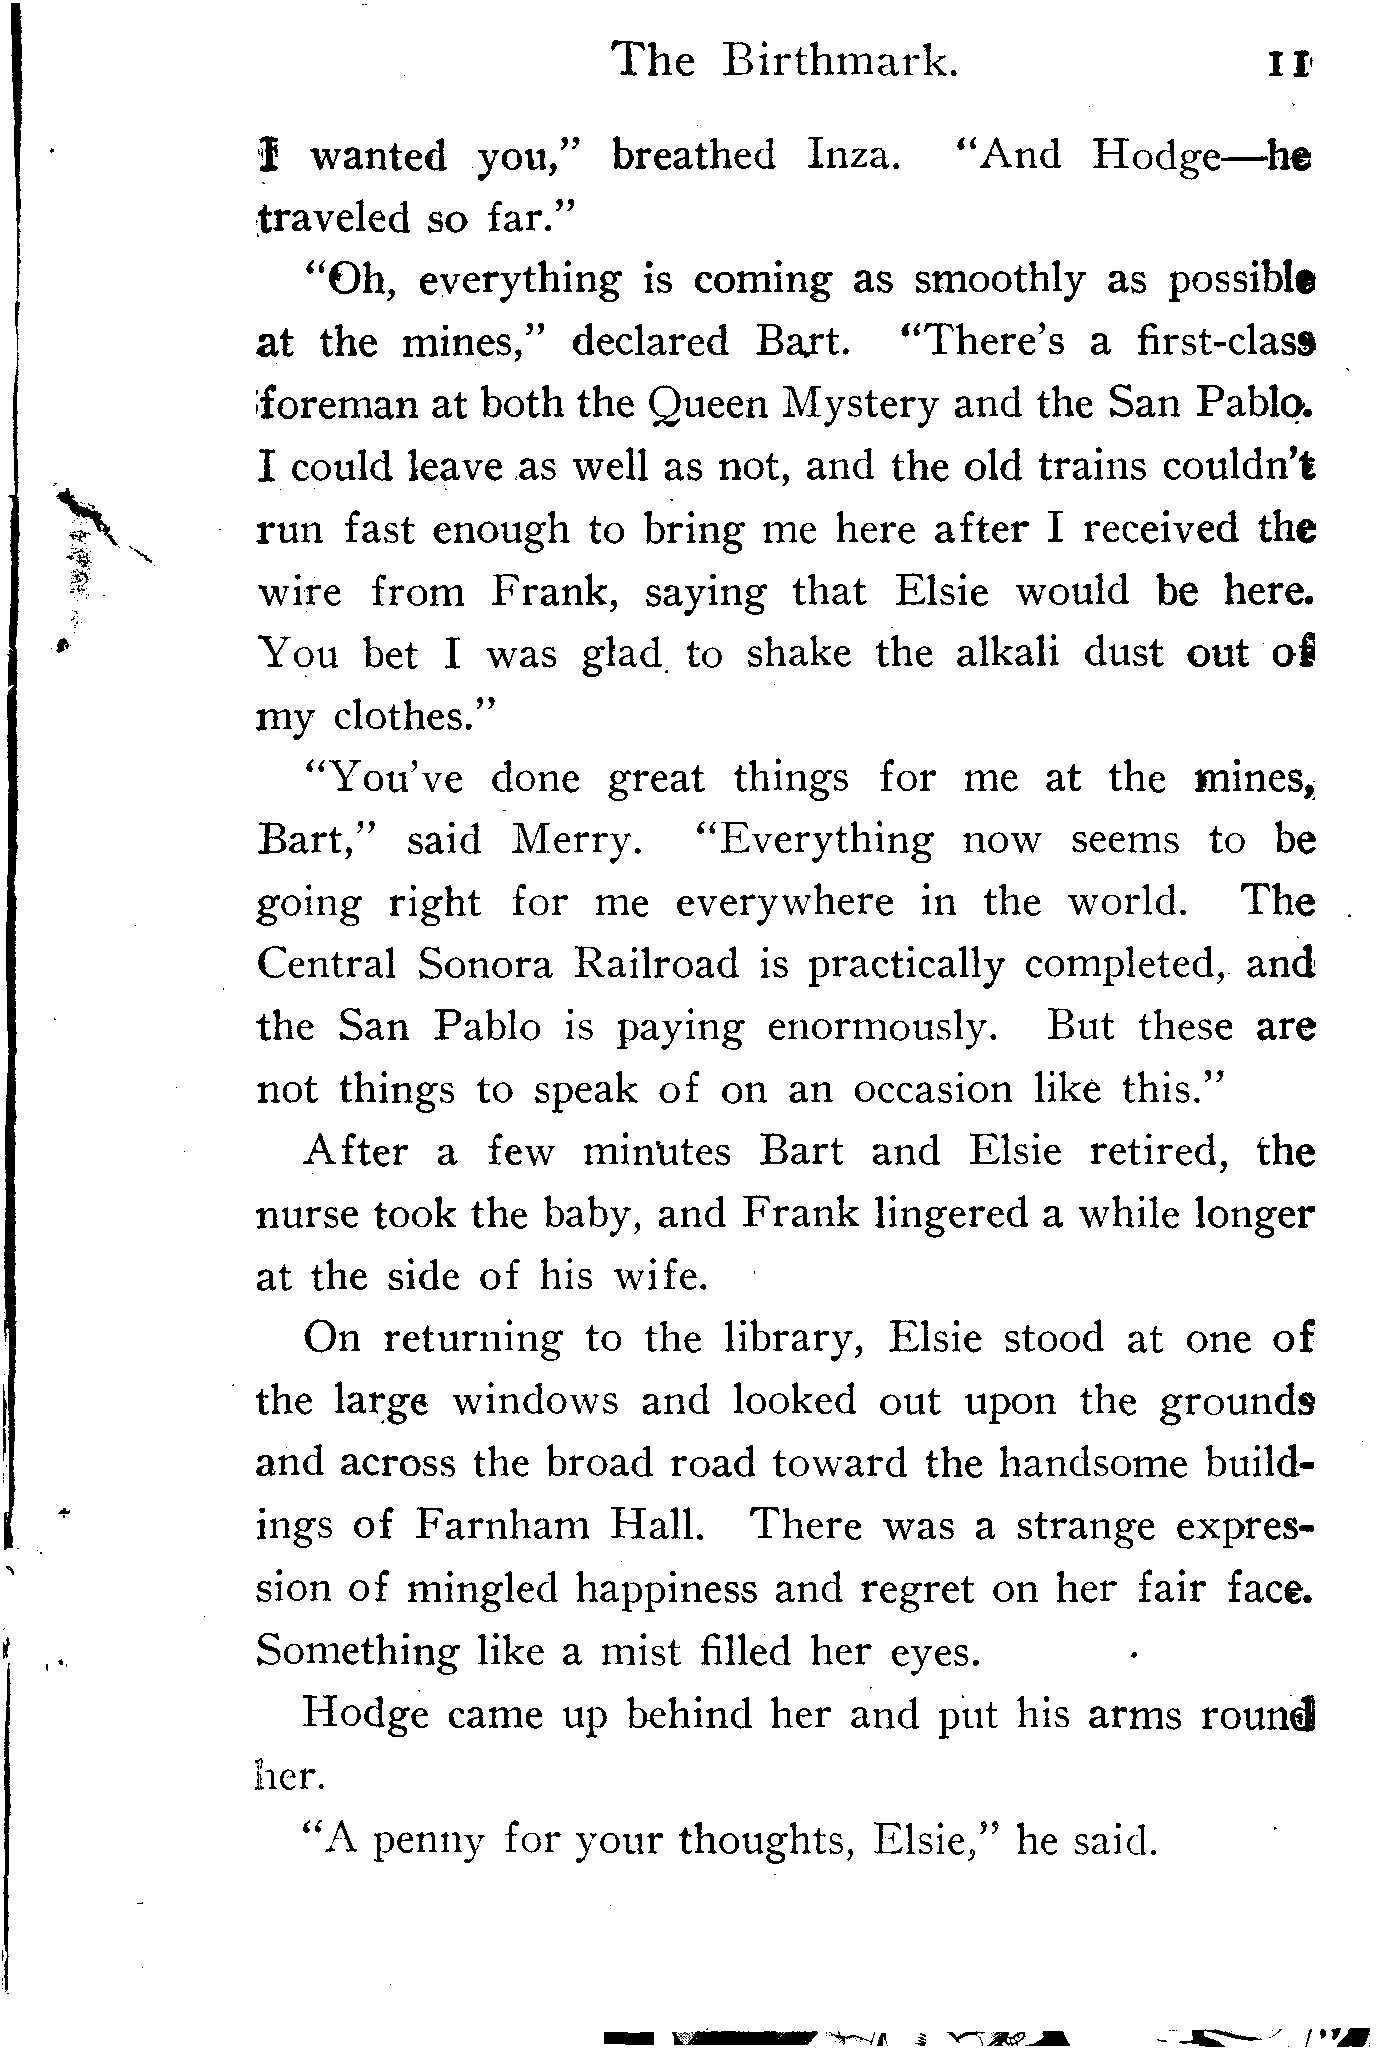 The Birthmark. 11
I wanted you,” breathed Inza. “And Hodge—he
traveled so far.”
“Oh, everything is coming as smoothly as possible
at the mines,” declared Bart. “There’s a first-class
foreman at both the Queen Mystery and the San Pablo.
I could leave as well as not, and the old trains couldn’t
run fast enough to bring me here after I received the
wire from Frank, saying that Elsie would be here.
You bet I was glad to shake the alkali dust out of
my clothes.”
“You’ve done great things for me at the mines,
Bart,” said Merry. “Everything now seems to be
going right for me everywhere in the world. The
Central Sonora Railroad is practically completed, and
the San Pablo is paying enormously. But these are
not things to speak of on an occasion like this.”
After a few minutes Bart and Elsie retired, the
nurse took the baby, and Frank lingered a while longer
at the side of his wife.
On returning to the library, Elsie stood at one of
the large windows and looked out upon the grounds
and across the broad road toward the handsome build-
ings of Farnham Hall. There was a strange expres-
sion of mingled happiness and regret on her fair face.
Something like a mist filled her eyes.
Hodge came up behind her and put his arms round
her.
“A penny for your thoughts, Elsie,” he said.